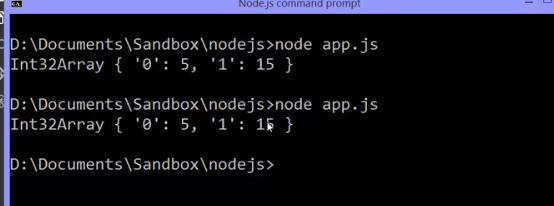 Node.js command prompt
D:\Documents\Sandbox\nodejs>node app.js
Int32Array { '0': 5, '1': 15 }
D:\Documents\Sandbox\nodejs>node app.js
Int32Array { '0': 5, '1': 15 }
D:\Documents\Sandbox\nodejs>